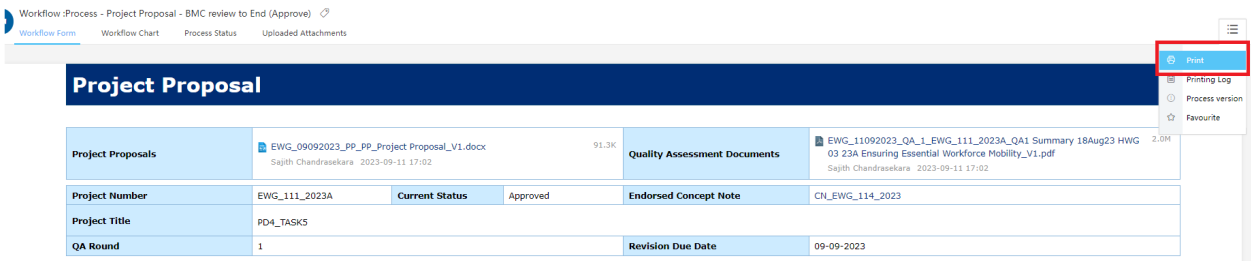 Workflow :Process - Project Proposal - BMC review to End (Approve)
Workflow Form Workflow Chart Process Status Uploaded Attachments
Print
Printing Log
Process version
Favourite
Project Proposal
Project Proposals
EWG_09092023_PP_PP_Project Proposal_V1.docx 91.3K
Sajith Chandrasekara 2023-09-11 17:02
Quality Assessment Documents
EWG_11092023_QA_1_EWG_111_2023A_QA1 Summary 18Aug23 HWG 2.0M
03 23A Ensuring Essential Workforce Mobility_V1.pdf
Sajith Chandrasekara 2023-09-11 17:02
Project Number EWG_111_2023A Current Status Approved Endorsed Concept Note CN_EWG_114_2023
Project Title PD4_TASK5
QA Round 1 Revision Due Date 09-09-2023